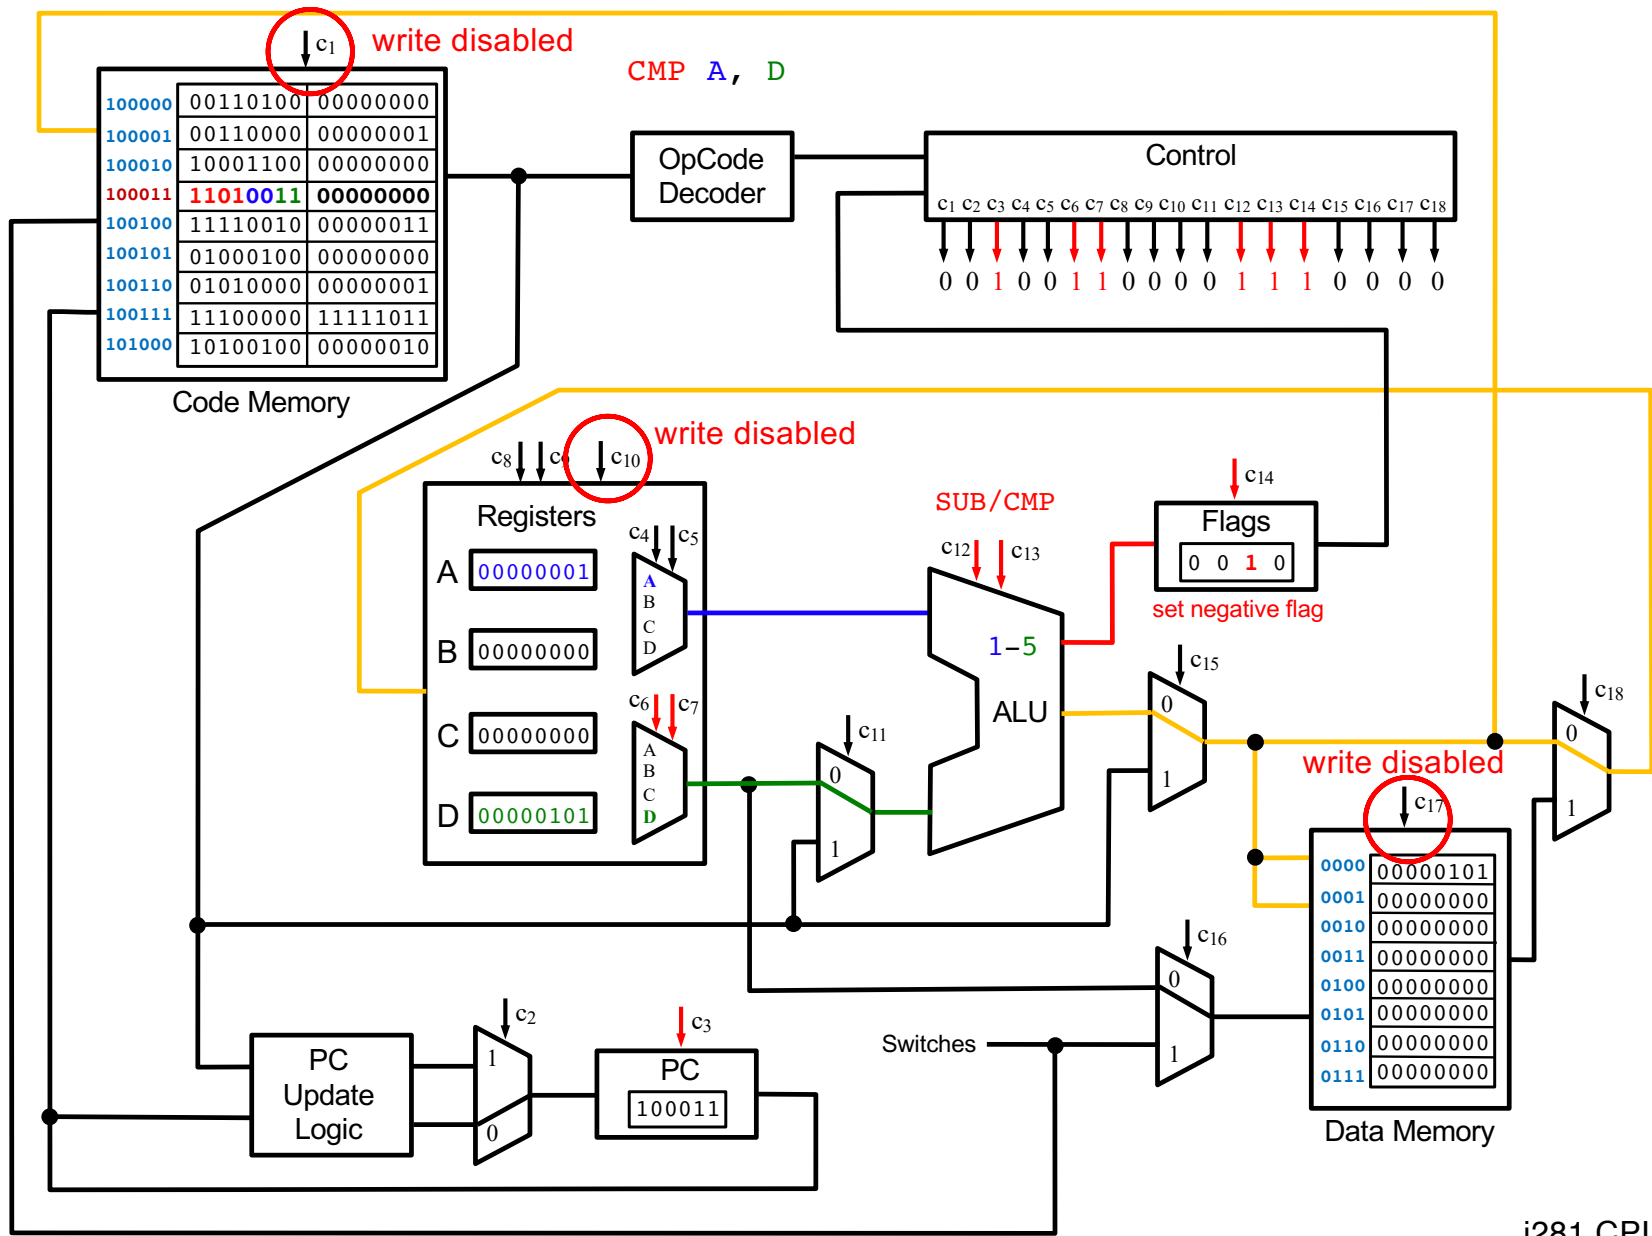 c1 write disabled
CMP A, D
100000 00110100 00000000
100001 00110000 00000001
100010 10001100 00000000
100011 11010011 00000000
100100 11110010 00000011
100101 01000100 00000000
100110 01010000 00000001
100111 11100000 11111011
101000 10100100 00000010
Code Memory
OpCode
Decoder
Control
c1 c2 c3 c4 c5 c6 c7 c8 c9 c10 c11 c12 c13 c14 c15 c16 c17 c18
0 0 1 0 0 1 1 0 0 0 0 1 1 1 0 0 0 0
write disabled
c8 c9 c10
Registers
c4 c5
A 00000001
B 00000000
C 00000000
D 00000101
A
B
C
D
c6 c7
A
B
C
D
c11
0
1
SUB/CMP
c12 c13
1-5
ALU
c14
Flags
0 0 1 0
set negative flag
c15
0
1
c18
0
1
write disabled
c17
0000 00000101
0001 00000000
0010 00000000
0011 00000000
0100 00000000
0101 00000000
0110 00000000
0111 00000000
Data Memory
c16
0
1
Switches
PC
Update
Logic
c2
1
0
c3
PC
100011
i281 CPU